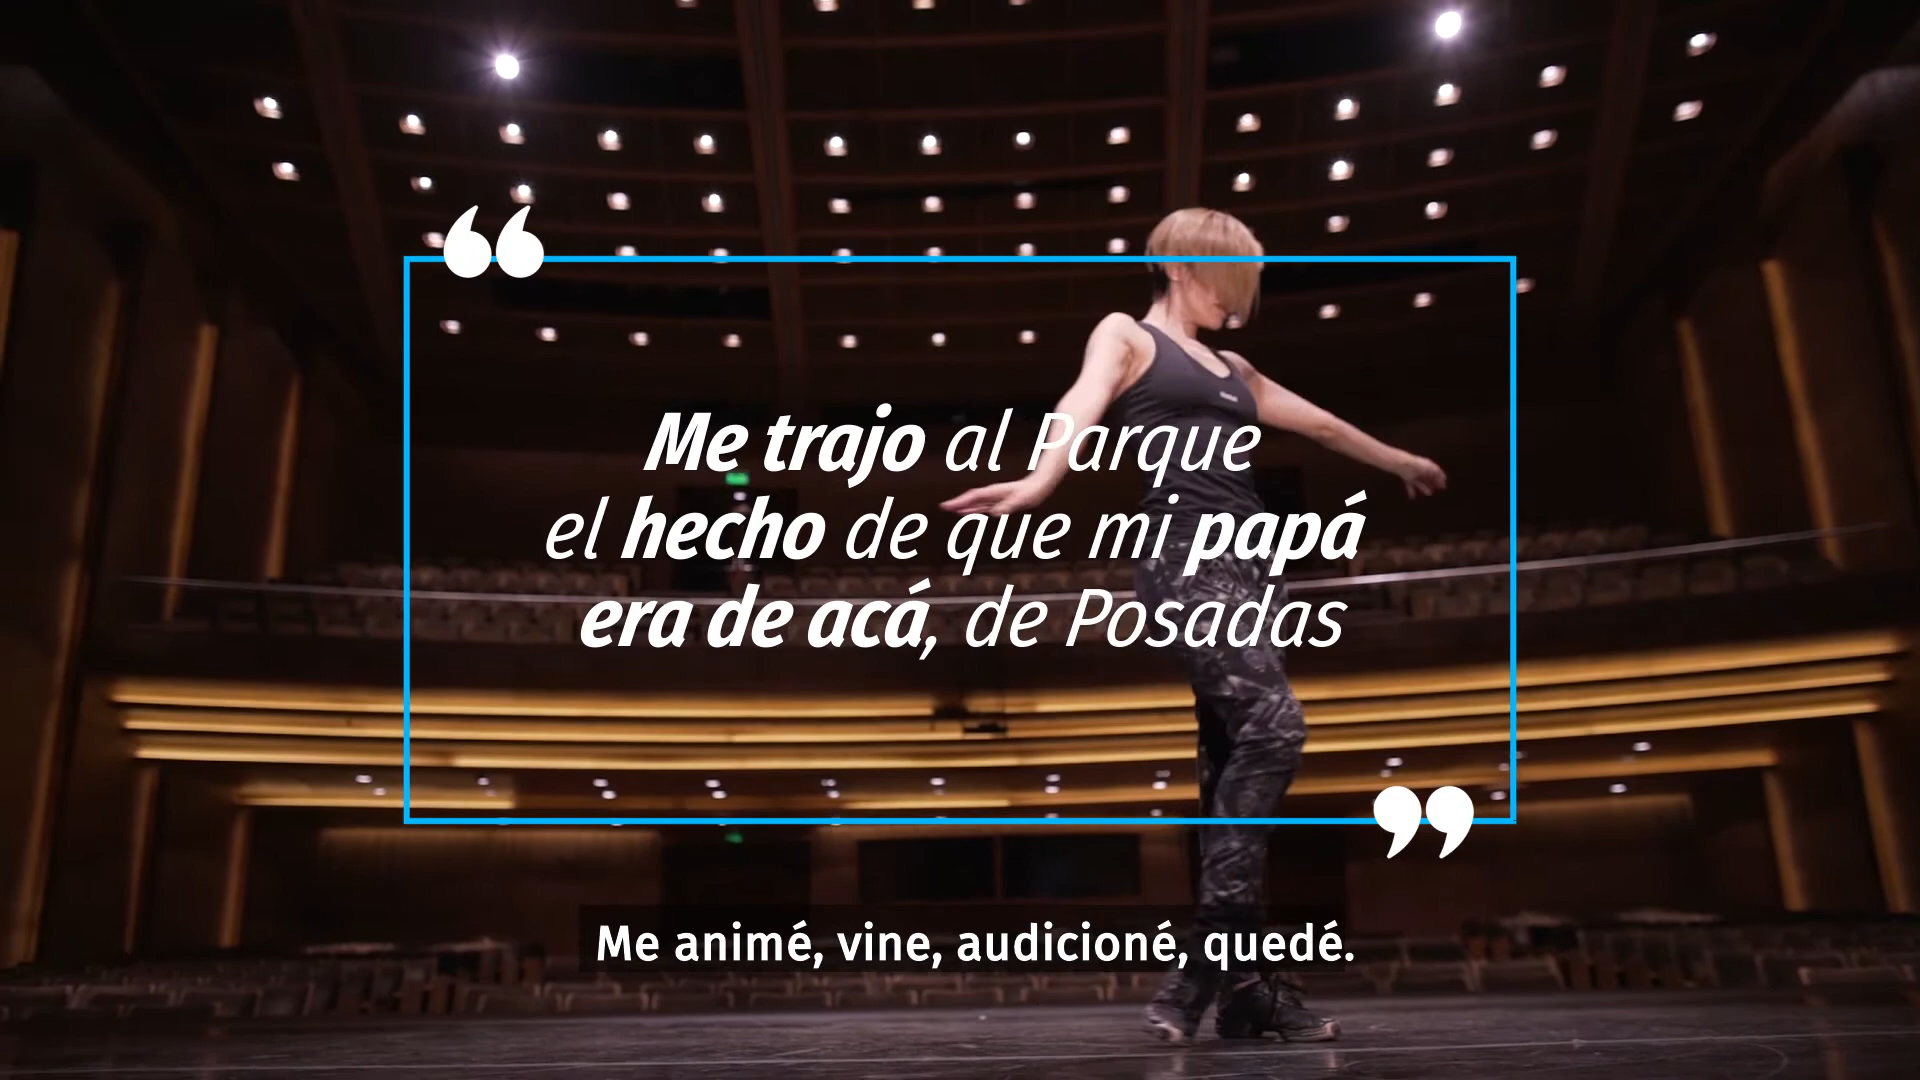 “
Me trajo al Parque
el hecho de que mi papá
era de acá, de Posadas
”
Me animé, vine, audicioné, quedé.